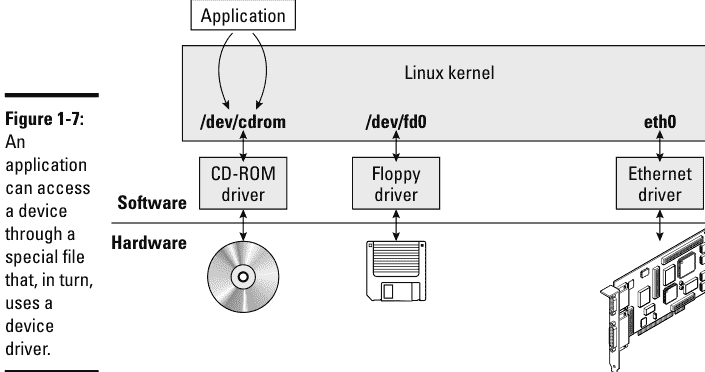 Application
Linux kernel
/dev/cdrom
/dev/fd0
eth0
CD-ROM
driver
Floppy
driver
Ethernet
driver
Software
Hardware
Figure 1-7:
An
application
can access
a device
through a
special file
that, in turn,
uses a
device
driver.